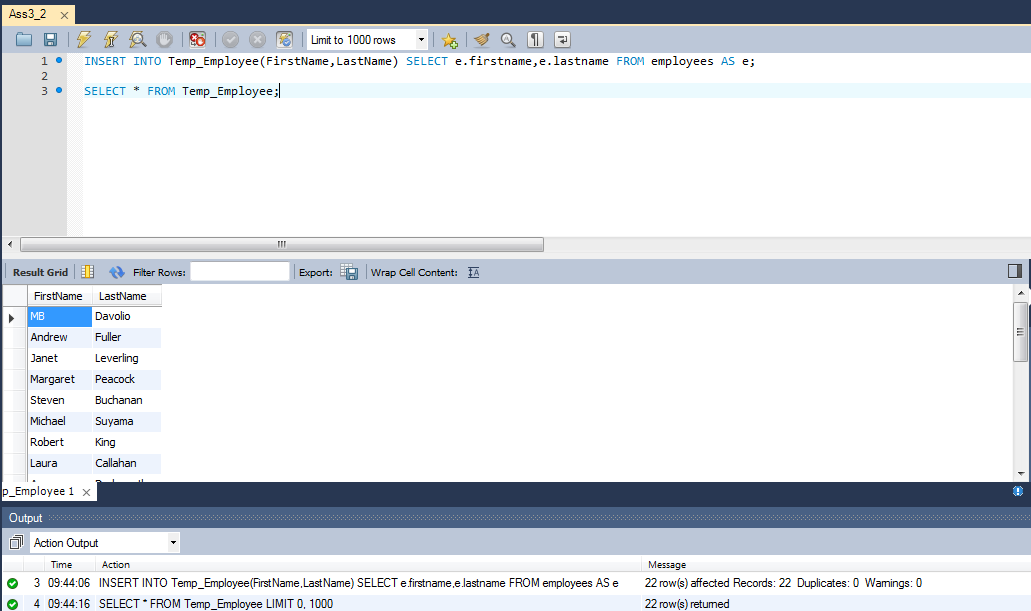 Ass3_2
Limit to 1000 rows
1 INSERT INTO Temp_Employee(FirstName,LastName) SELECT e.firstname,e.lastname FROM employees AS e;
2
3 SELECT * FROM Temp_Employee;
Result Grid Filter Rows: Export: Wrap Cell Content:
FirstName LastName
MB Davolio
Andrew Fuller
Janet Leverling
Margaret Peacock
Steven Buchanan
Michael Suyama
Robert King
Laura Callahan
p_Employee 1
Output
Action Output
Time Action Message
3 09:44:06 INSERT INTO Temp_Employee(FirstName,LastName) SELECT e.firstname,e.lastname FROM employees AS e 22 row(s) affected Records: 22 Duplicates: 0 Warnings: 0
4 09:44:16 SELECT * FROM Temp_Employee LIMIT 0, 1000 22 row(s) returned